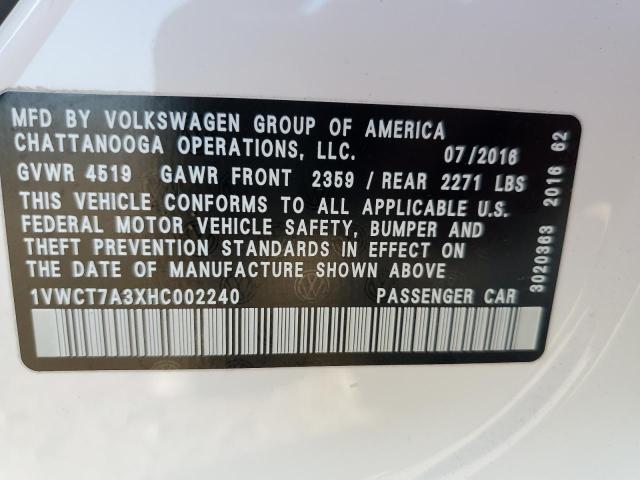 MFD BY VOLKSWAGEN GROUP OF AMERICA
CHATTANOOGA OPERATIONS, LLC. 07/2016
GVWR 4519 GAWR FRONT 2359 / REAR 2271 LBS
THIS VEHICLE CONFORMS TO ALL APPLICABLE U.S.
FEDERAL MOTOR VEHICLE SAFETY, BUMPER AND
THEFT PREVENTION STANDARDS IN EFFECT ON
THE DATE OF MANUFACTURE SHOWN ABOVE
1VWCT7A3XHC002240 PASSENGER CAR
3020363 2016 62